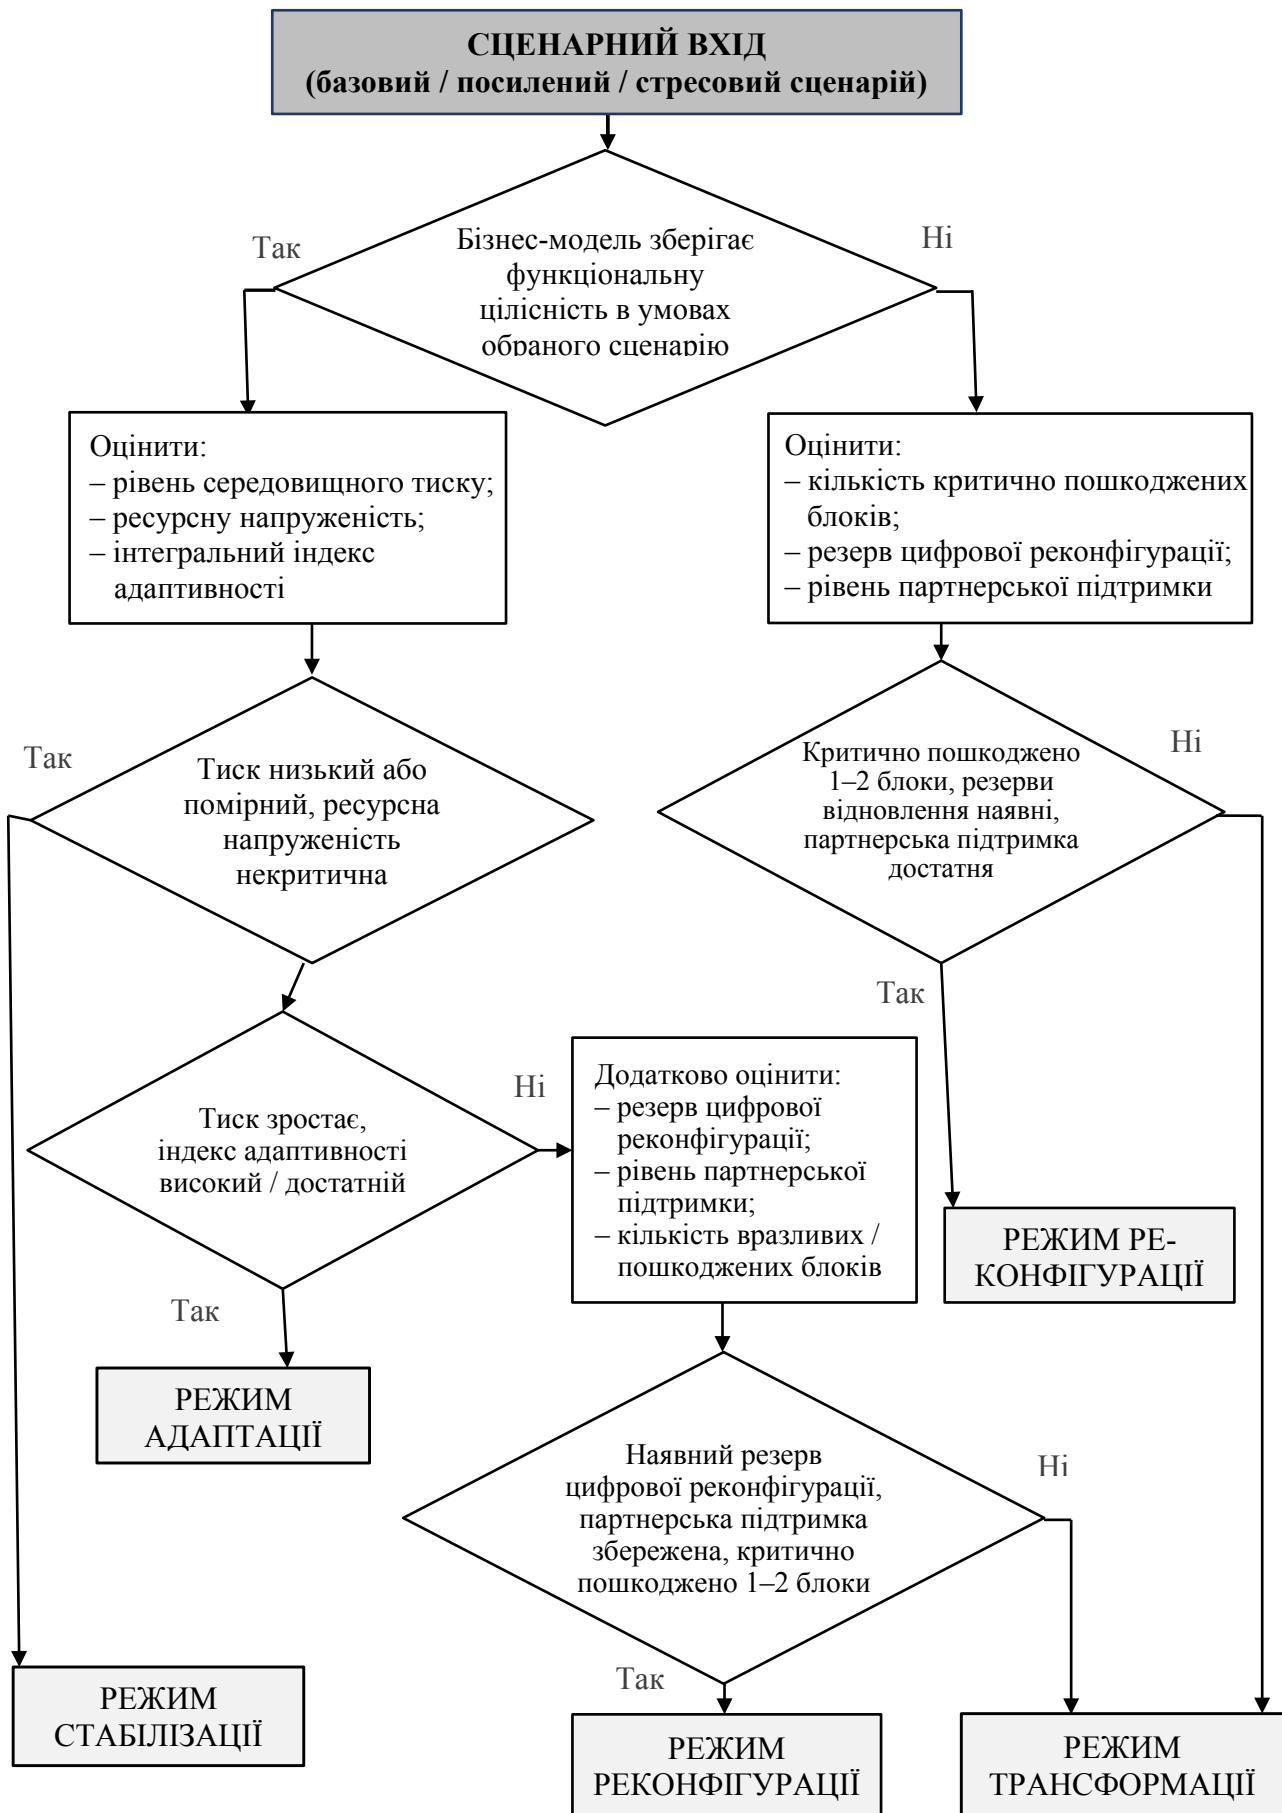 СЦЕНАРНИЙ ВХІД
(базовий / посилений / стресовий сценарій)
Так
Ні
Бізнес-модель зберігає
функціональну
цілісність в умовах
обраного сценарію
Оцінити:
– рівень середовищного тиску;
– ресурсну напруженість;
– інтегральний індекс
адаптивності
Оцінити:
– кількість критично пошкоджених
блоків;
– резерв цифрової реконфігурації;
– рівень партнерської підтримки
Так
Тиск низький або
помірний, ресурсна
напруженість
некритична
Ні
Критично пошкоджено
1–2 блоки, резерви
відновлення наявні,
партнерська підтримка
достатня
Так
Ні
Тиск зростає,
індекс адаптивності
високий / достатній
Додатково оцінити:
– резерв цифрової
реконфігурації;
– рівень партнерської
підтримки;
– кількість вразливих /
пошкоджених блоків
РЕЖИМ РЕ-
КОНФІГУРАЦІЇ
Так
РЕЖИМ
АДАПТАЦІЇ
Наявний резерв
цифрової реконфігурації,
партнерська підтримка
збережена, критично
пошкоджено 1–2 блоки
Ні
Так
РЕЖИМ
СТАБІЛІЗАЦІЇ
РЕЖИМ
РЕКОНФІГУРАЦІЇ
РЕЖИМ
ТРАНСФОРМАЦІЇ